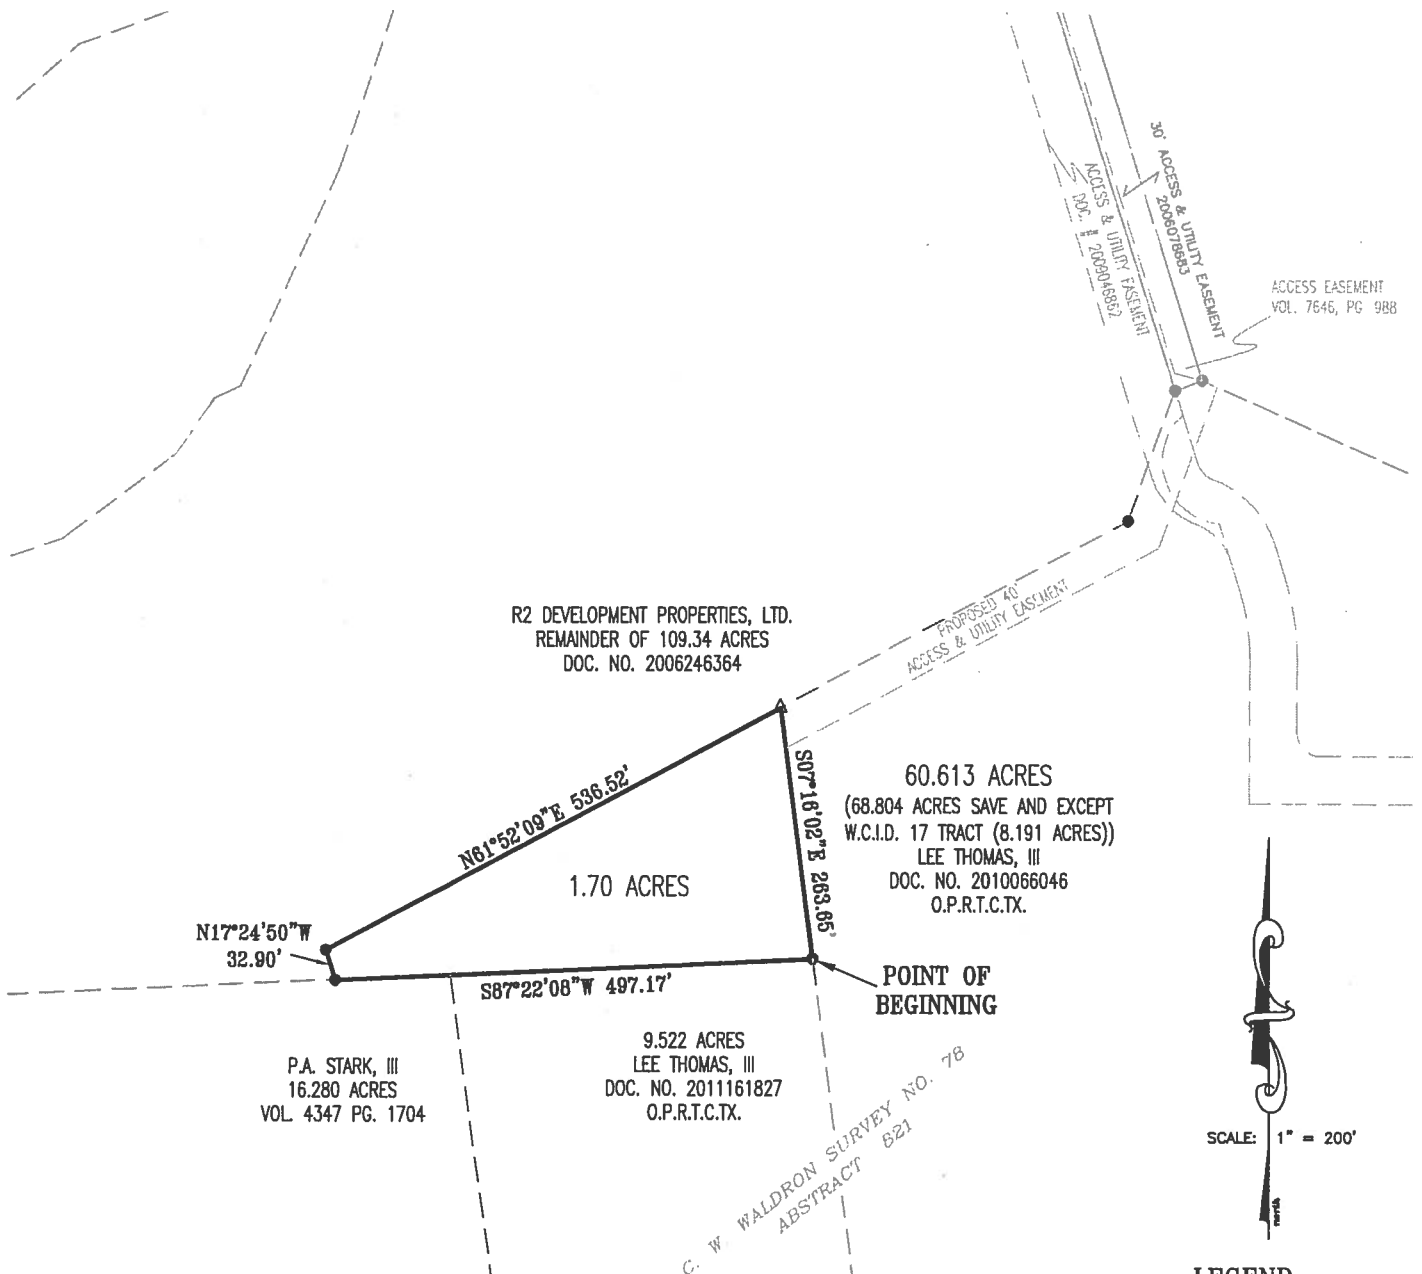 30' ACCESS & UTILITY EASEMENT
2006078683
ACCESS & UTILITY EASEMENT
DOC. # 2009046862
ACCESS EASEMENT
VOL. 7646, PG 988
R2 DEVELOPMENT PROPERTIES, LTD.
REMAINDER OF 109.34 ACRES
DOC. NO. 2006246364
PROPOSED 40'
ACCESS & UTILITY EASEMENT
N61°52'09"E 536.52'
S07°16'02"E 263.65'
60.613 ACRES
(68.804 ACRES SAVE AND EXCEPT
W.C.I.D. 17 TRACT (8.191 ACRES))
LEE THOMAS, III
DOC. NO. 2010066046
O.P.R.T.C.TX.
1.70 ACRES
N17°24'50"W
32.90'
S87°22'08"W 497.17'
POINT OF
BEGINNING
P.A. STARK, III
16.280 ACRES
VOL. 4347 PG. 1704
9.522 ACRES
LEE THOMAS, III
DOC. NO. 2011161827
O.P.R.T.C.TX.
C. W. WALDRON SURVEY NO. 78
ABSTRACT 821
SCALE: 1" = 200'
north
LEGEND